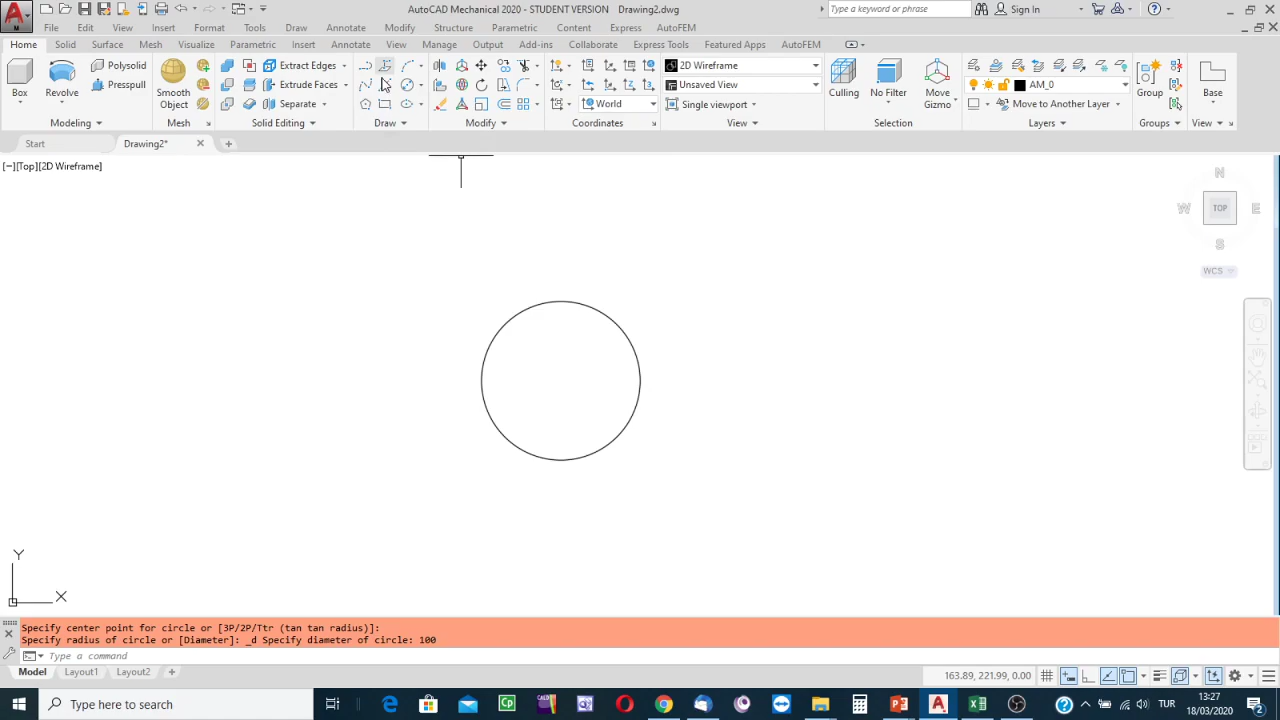 AutoCAD Mechanical 2020 - STUDENT VERSION Drawing2.dwg
Type a keyword or phrase
Sign In
File Edit View Insert Format Tools Draw Annotate Modify Structure Parametric Content Express Window Help AutoFEM
Home Solid Surface Mesh Visualize Parametric Insert Annotate View Manage Output Add-ins Collaborate Express Tools Featured Apps AutoFEM
Polysolid Extract Edges 2D Wireframe
Presspull Extrude Faces Unsaved View AM_0
Box Revolve Smooth Object Separate World Single viewport Culling No Filter Move Gizmo Move to Another Layer Group Base
Modeling Mesh Solid Editing Draw Modify Coordinates View Selection Layers Groups View
Start Drawing2*
[−][Top][2D Wireframe]
N
W TOP E
S
WCS
Y
X
Specify center point for circle or [3P/2P/Ttr (tan tan radius)]:
Specify radius of circle or [Diameter]: _d Specify diameter of circle: 100
Type a command
Model Layout1 Layout2 163.89, 221.99, 0.00
Type here to search
TUR
13:27
18/03/2020
2